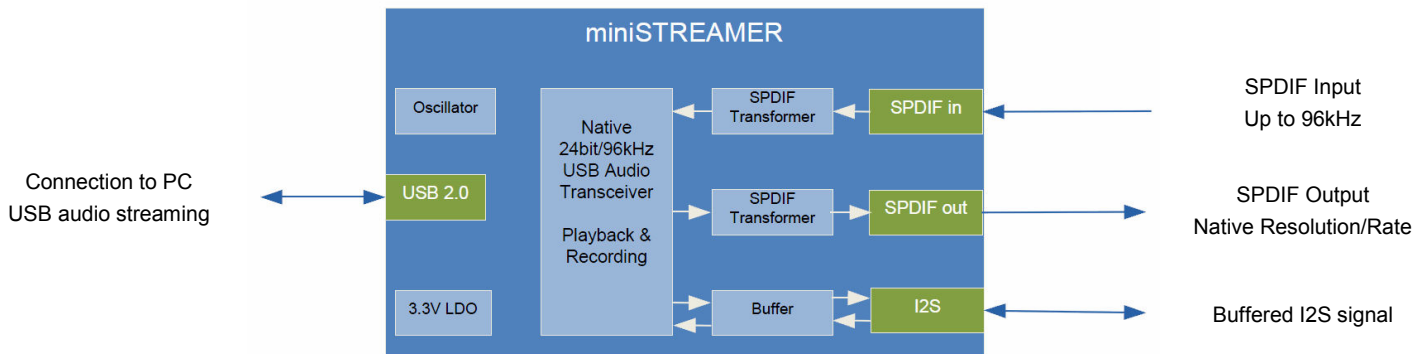 miniSTREAMER
Connection to PC
USB audio streaming
Oscillator
USB 2.0
3.3V LDO
Native
24bit/96kHz
USB Audio
Transceiver
Playback &
Recording
SPDIF
Transformer
SPDIF in
SPDIF Input
Up to 96kHz
SPDIF
Transformer
SPDIF out
SPDIF Output
Native Resolution/Rate
Buffer
I2S
Buffered I2S signal